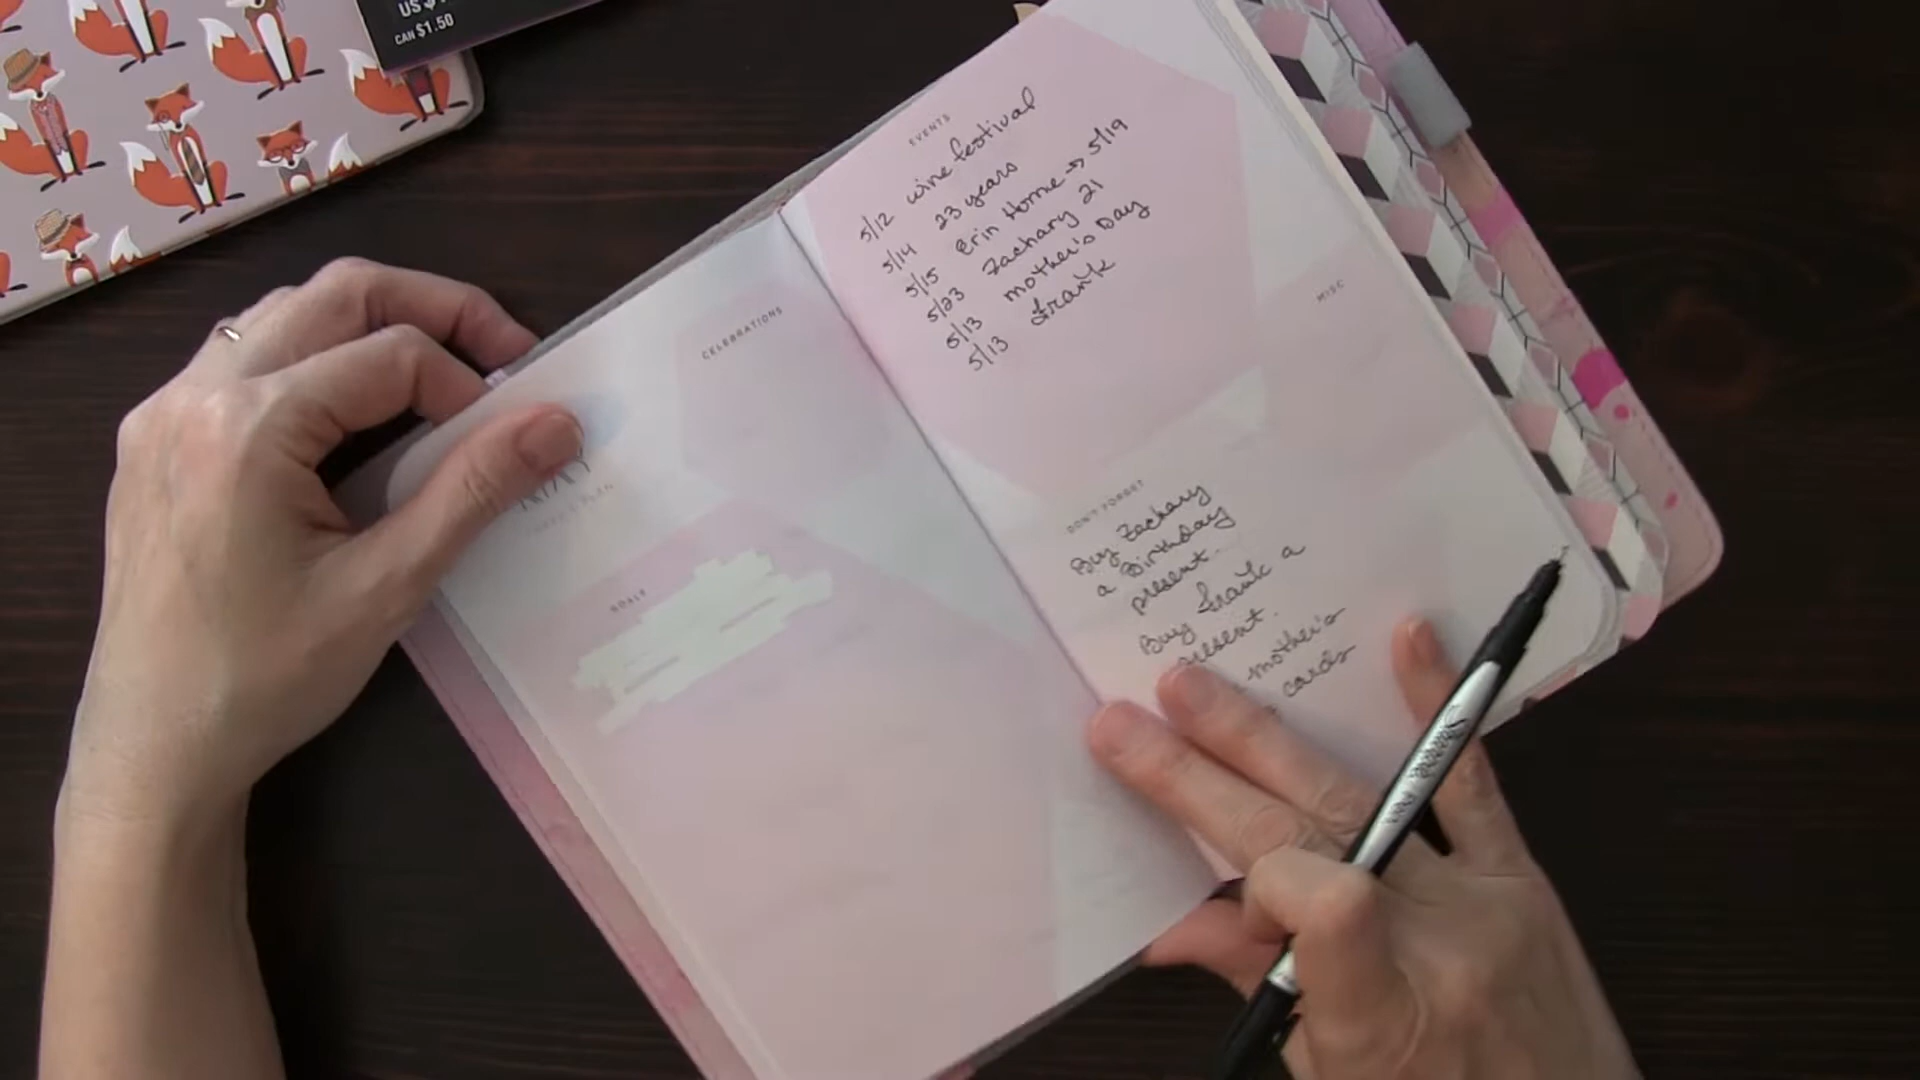 US $
CAN $1.50
CELEBRATIONS
MAY
GOALS
EVENTS
5/12 wine festival
5/14 23 years
5/15 Erin Home → 5/19
5/23 Zachary 21
5/13 mother's Day
5/13 Frank
MISC
DON'T FORGET
Buy Zachary
a Birthday
present.
Buy Frank a
present.
mother's
cards